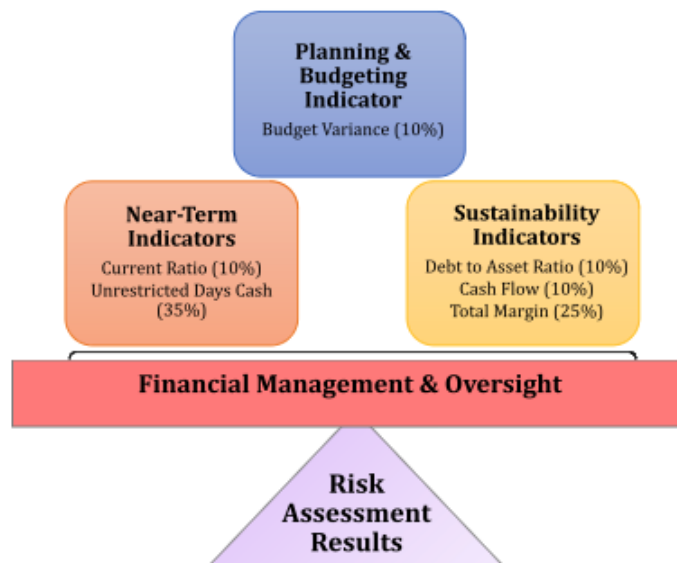 Planning &
Budgeting
Indicator
Budget Variance (10%)
Near-Term
Indicators
Current Ratio (10%)
Unrestricted Days Cash
(35%)
Sustainability
Indicators
Debt to Asset Ratio (10%)
Cash Flow (10%)
Total Margin (25%)
Financial Management & Oversight
Risk
Assessment
Results